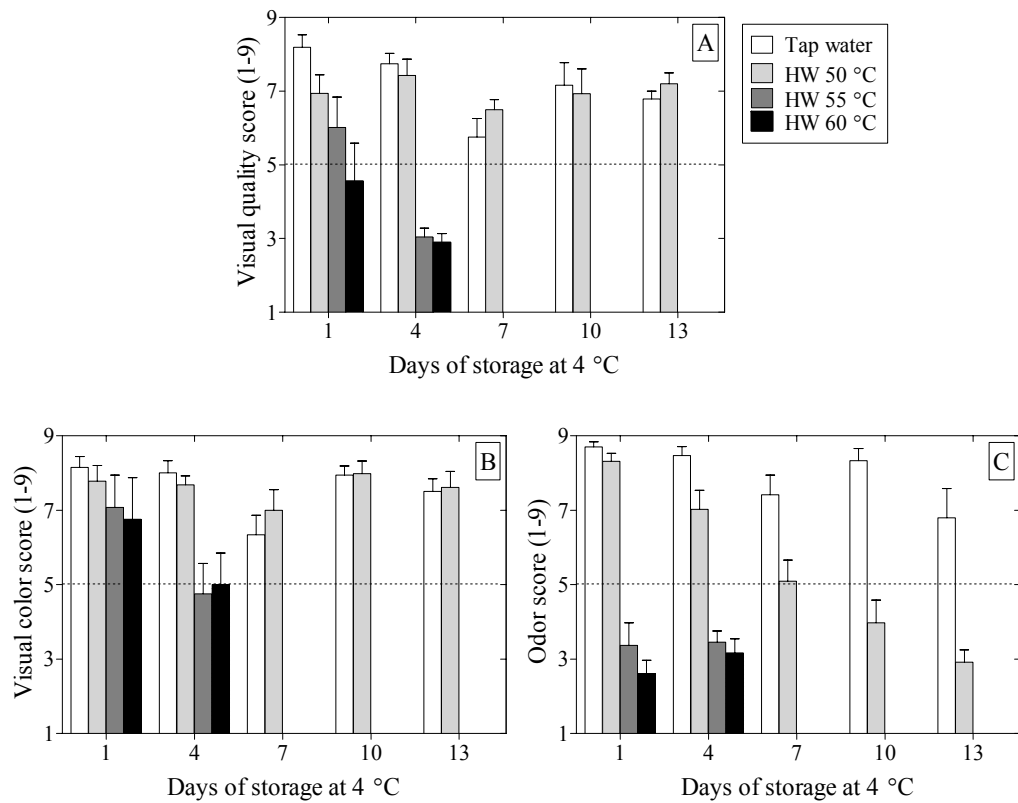 9
7
5
3
1
Visual quality score (1-9)
A
1 4 7 10 13
Days of storage at 4 °C
Tap water
HW 50 °C
HW 55 °C
HW 60 °C
9
7
5
3
1
Visual color score (1-9)
B
1 4 7 10 13
Days of storage at 4 °C
9
7
5
3
1
Odor score (1-9)
C
1 4 7 10 13
Days of storage at 4 °C